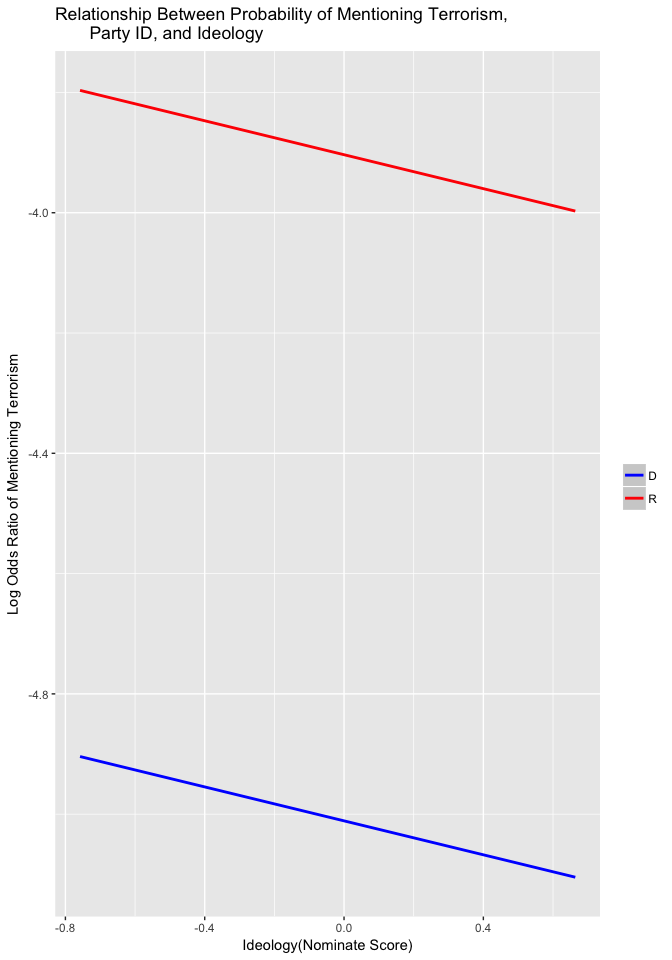 Relationship Between Probability of Mentioning Terrorism,
Party ID, and Ideology
Log Odds Ratio of Mentioning Terrorism
-4.0
-4.4
-4.8
-0.8
-0.4
0.0
0.4
Ideology(Nominate Score)
D
R